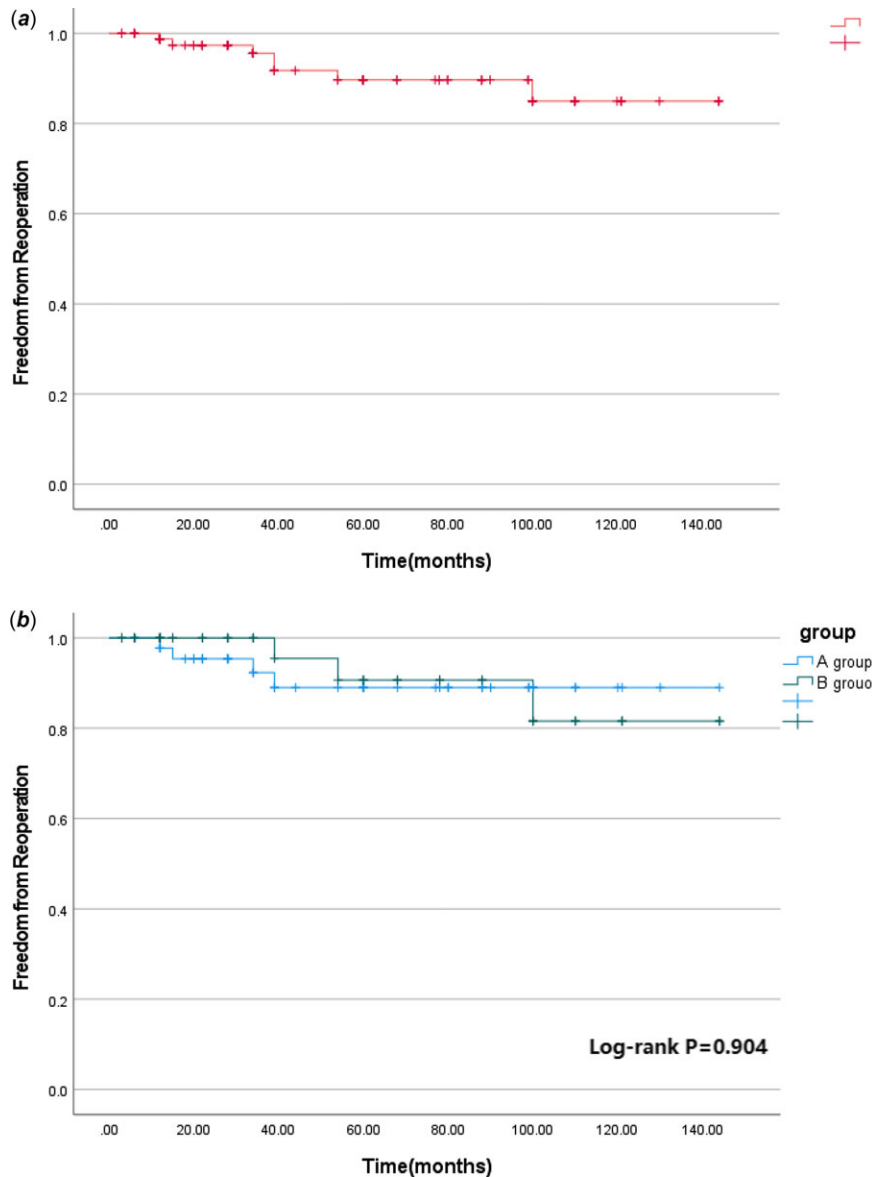 (a)
1.0
0.8
0.6
0.4
0.2
0.0
Freedom from Reoperation
.00 20.00 40.00 60.00 80.00 100.00 120.00 140.00
Time(months)
(b)
1.0
0.8
0.6
0.4
0.2
0.0
Freedom from Reoperation
group
A group
B grouo
Log-rank P=0.904
.00 20.00 40.00 60.00 80.00 100.00 120.00 140.00
Time(months)